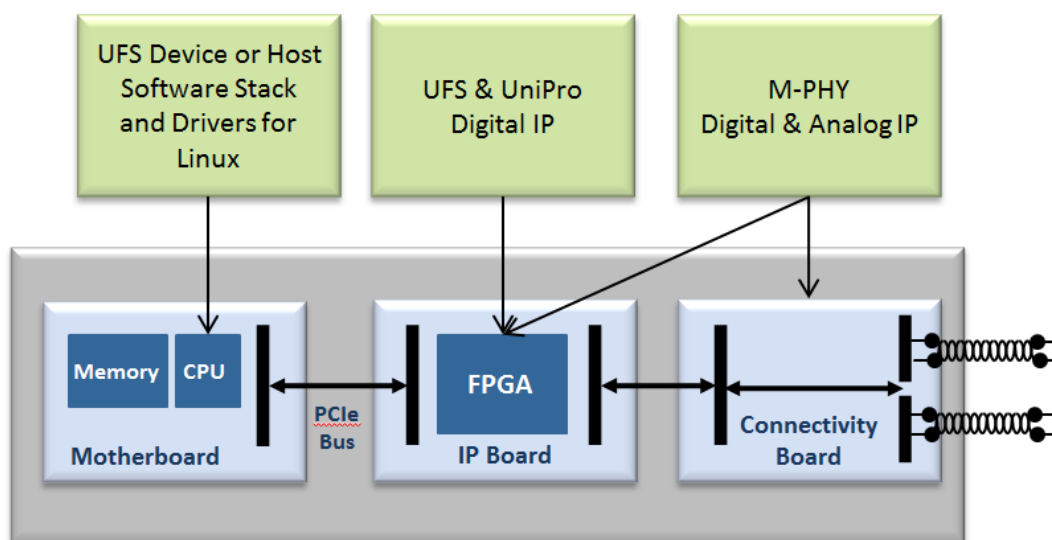 UFS Device or Host
Software Stack
and Drivers for
Linux
UFS & UniPro
Digital IP
M-PHY
Digital & Analog IP
Memory
CPU
Motherboard
PCIe
Bus
FPGA
IP Board
Connectivity
Board